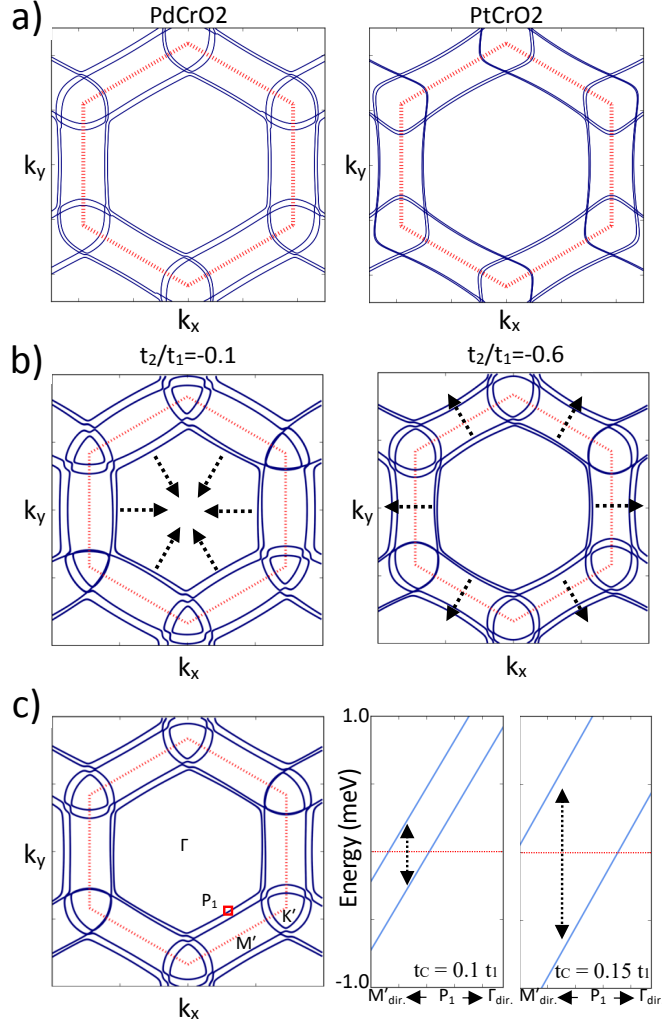 a)
PdCrO2
PtCrO2
ky
ky
kx
kx
b)
t₂/t₁=-0.1
t₂/t₁=-0.6
ky
ky
kx
kx
c)
ky
Γ
P₁
M′
K′
kx
1.0
Energy (meV)
-1.0
tC = 0.1 t₁
tC = 0.15 t₁
M′dir. P₁ Γdir.
M′dir. P₁ Γdir